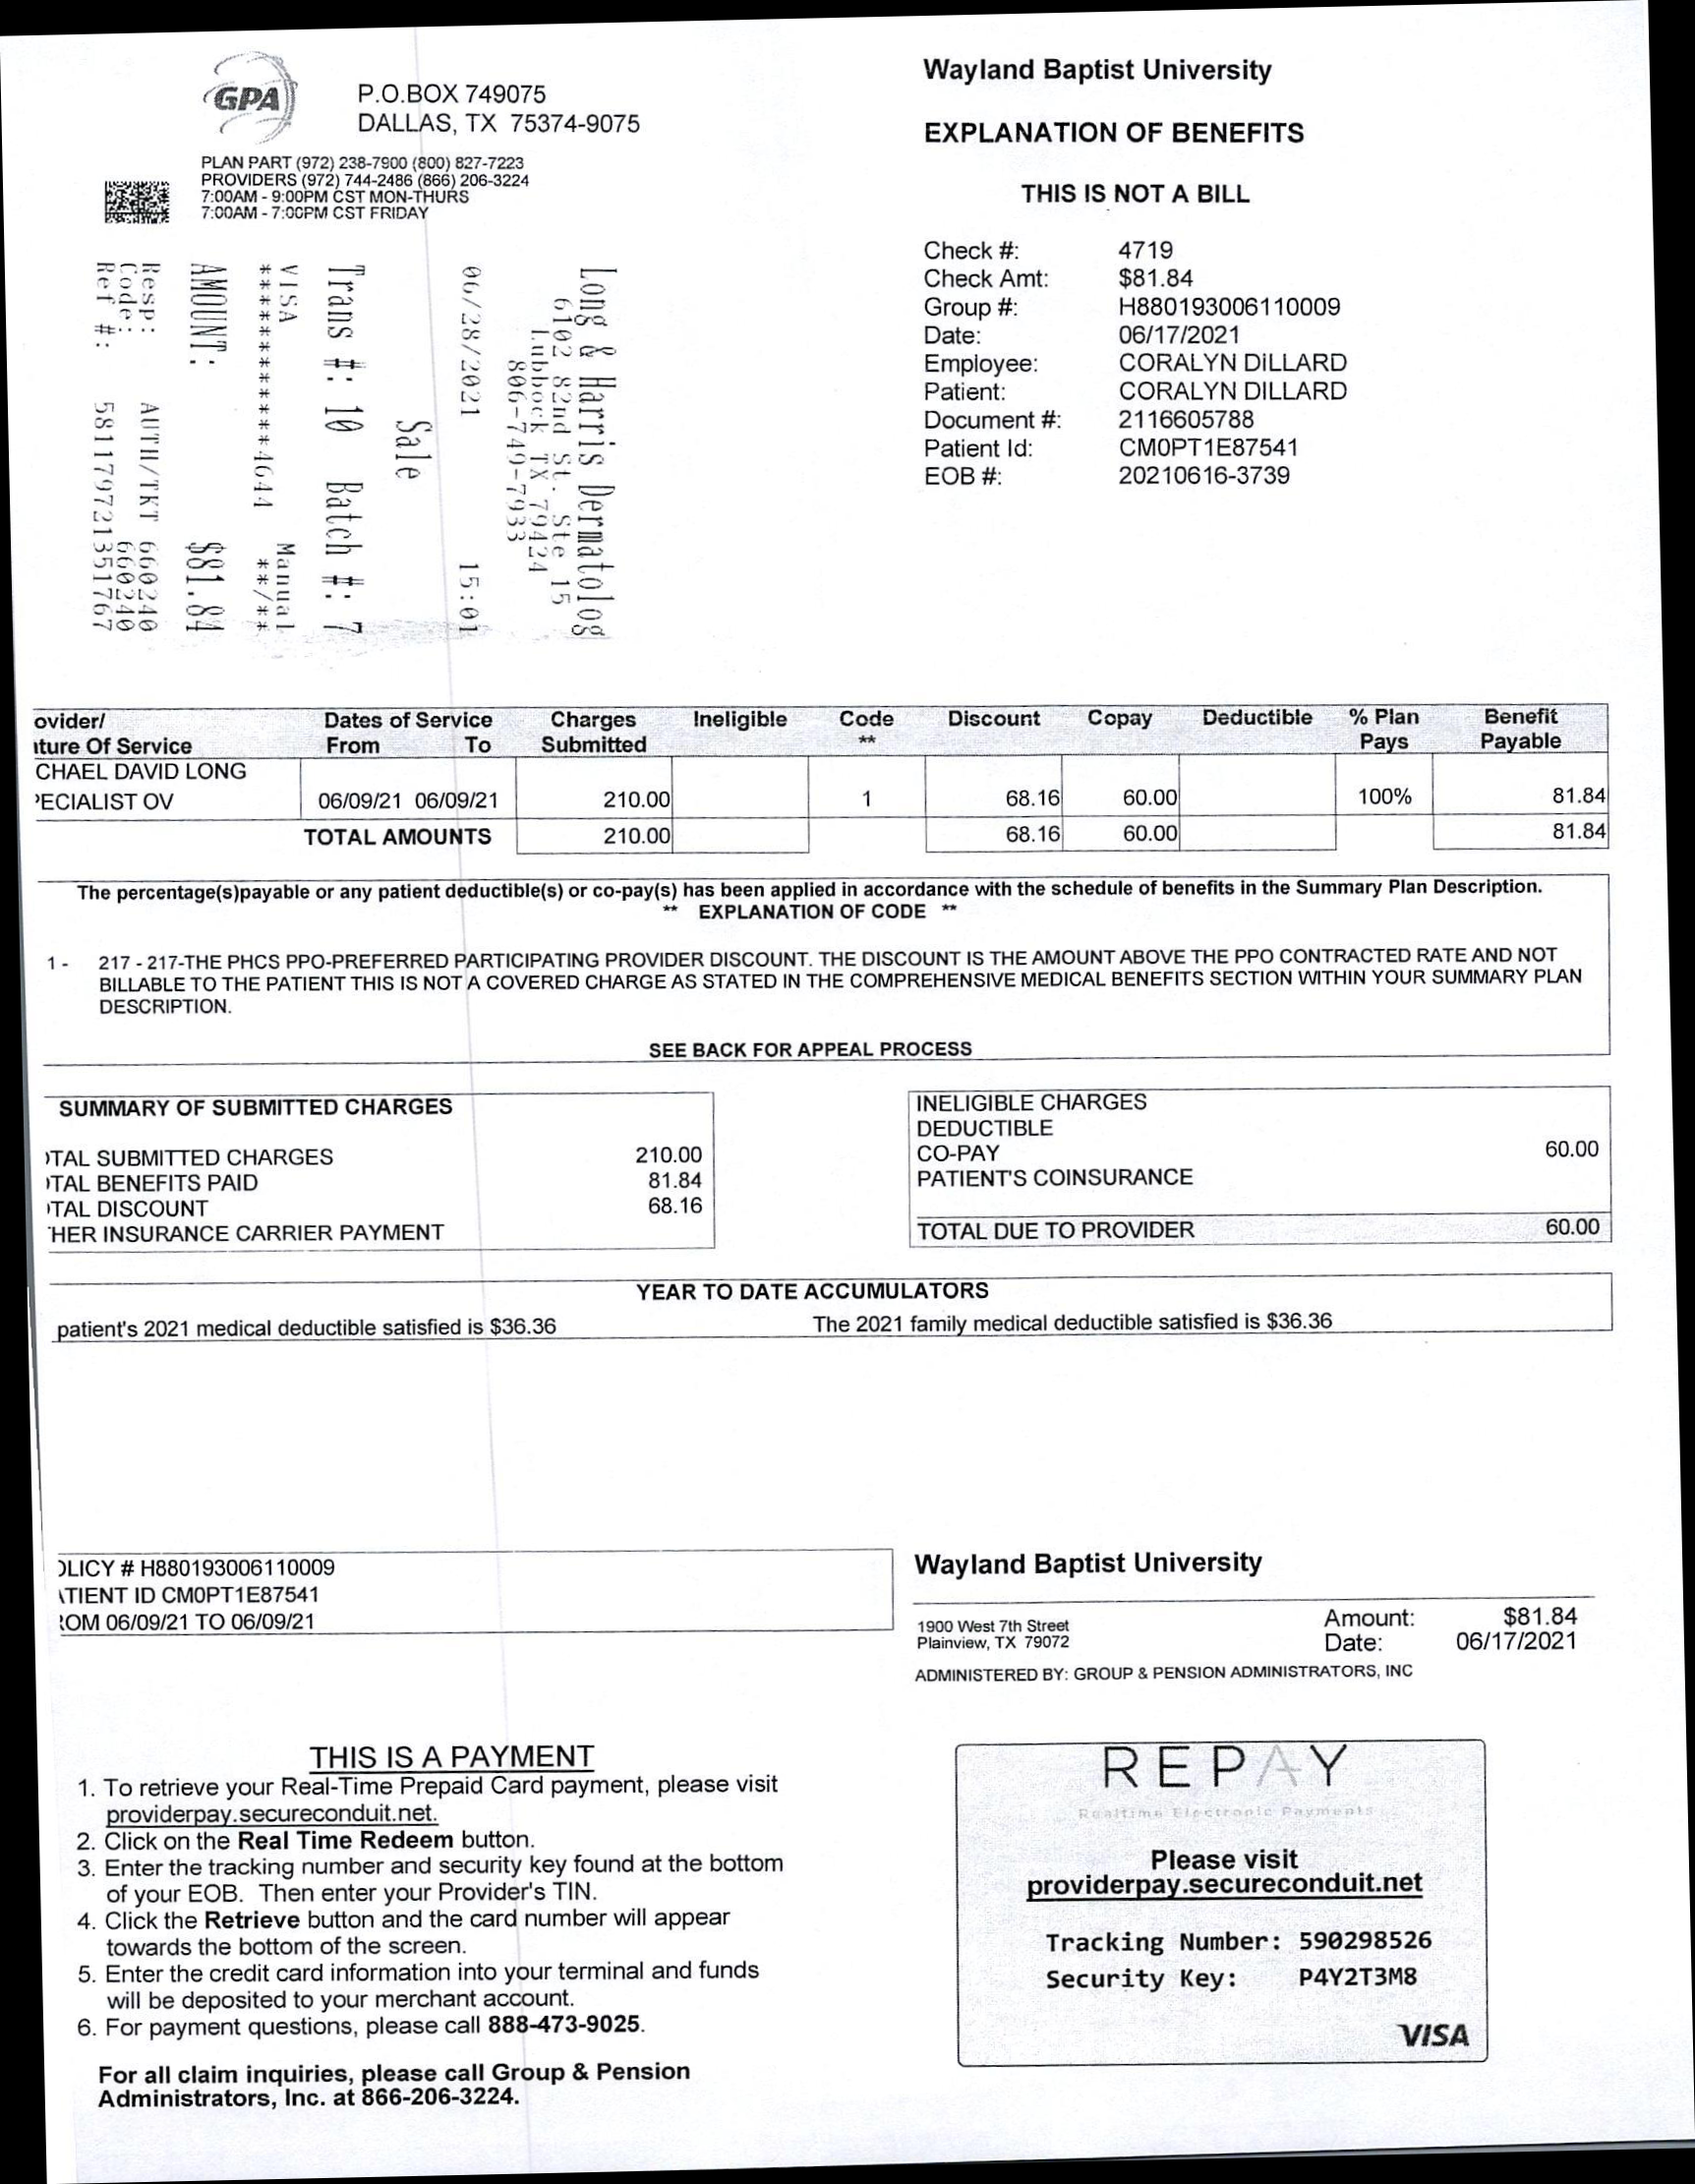 GPA
P.O.BOX 749075
DALLAS, TX 75374-9075
PLAN PART (972) 238-7900 (800) 827-7223
PROVIDERS (972) 744-2486 (866) 206-3224
7:00AM - 9:00PM CST MON-THURS
7:00AM - 7:00PM CST FRIDAY
Wayland Baptist University
EXPLANATION OF BENEFITS
THIS IS NOT A BILL
Check #: 4719
Check Amt: $81.84
Group #: H880193006110009
Date: 06/17/2021
Employee: CORALYN DILLARD
Patient: CORALYN DILLARD
Document #: 2116605788
Patient Id: CM0PT1E87541
EOB #: 20210616-3739
Long & Harris Dermatolog
6102 82nd St. Ste 15
Lubbock TX 79424
806-749-7933
06/28/2021 15:01
Sale
Trans #: 10 Batch #: 7
VISA Manual
************4644 **/**
AMOUNT: $81.84
Resp: AUTH/TKT 660240
Code: 660240
Ref #: 581179721351767
ovider/ Dates of Service Charges Ineligible Code Discount Copay Deductible % Plan Benefit
ture Of Service From To Submitted ** Pays Payable
CHAEL DAVID LONG
PECIALIST OV 06/09/21 06/09/21 210.00 1 68.16 60.00 100% 81.84
TOTAL AMOUNTS 210.00 68.16 60.00 81.84
The percentage(s)payable or any patient deductible(s) or co-pay(s) has been applied in accordance with the schedule of benefits in the Summary Plan Description.
** EXPLANATION OF CODE **
1 - 217 - 217-THE PHCS PPO-PREFERRED PARTICIPATING PROVIDER DISCOUNT. THE DISCOUNT IS THE AMOUNT ABOVE THE PPO CONTRACTED RATE AND NOT
BILLABLE TO THE PATIENT THIS IS NOT A COVERED CHARGE AS STATED IN THE COMPREHENSIVE MEDICAL BENEFITS SECTION WITHIN YOUR SUMMARY PLAN
DESCRIPTION.
SEE BACK FOR APPEAL PROCESS
SUMMARY OF SUBMITTED CHARGES
OTAL SUBMITTED CHARGES 210.00
OTAL BENEFITS PAID 81.84
OTAL DISCOUNT 68.16
THER INSURANCE CARRIER PAYMENT
INELIGIBLE CHARGES
DEDUCTIBLE
CO-PAY 60.00
PATIENT'S COINSURANCE
TOTAL DUE TO PROVIDER 60.00
YEAR TO DATE ACCUMULATORS
patient's 2021 medical deductible satisfied is $36.36 The 2021 family medical deductible satisfied is $36.36
OLICY # H880193006110009
ATIENT ID CM0PT1E87541
ROM 06/09/21 TO 06/09/21
Wayland Baptist University
1900 West 7th Street
Plainview, TX 79072
Amount: $81.84
Date: 06/17/2021
ADMINISTERED BY: GROUP & PENSION ADMINISTRATORS, INC
THIS IS A PAYMENT
1. To retrieve your Real-Time Prepaid Card payment, please visit
providerpay.secureconduit.net.
2. Click on the Real Time Redeem button.
3. Enter the tracking number and security key found at the bottom
of your EOB. Then enter your Provider's TIN.
4. Click the Retrieve button and the card number will appear
towards the bottom of the screen.
5. Enter the credit card information into your terminal and funds
will be deposited to your merchant account.
6. For payment questions, please call 888-473-9025.
For all claim inquiries, please call Group & Pension
Administrators, Inc. at 866-206-3224.
REPAY
Realtime Electronic Payments
Please visit
providerpay.secureconduit.net
Tracking Number: 590298526
Security Key: P4Y2T3M8
VISA